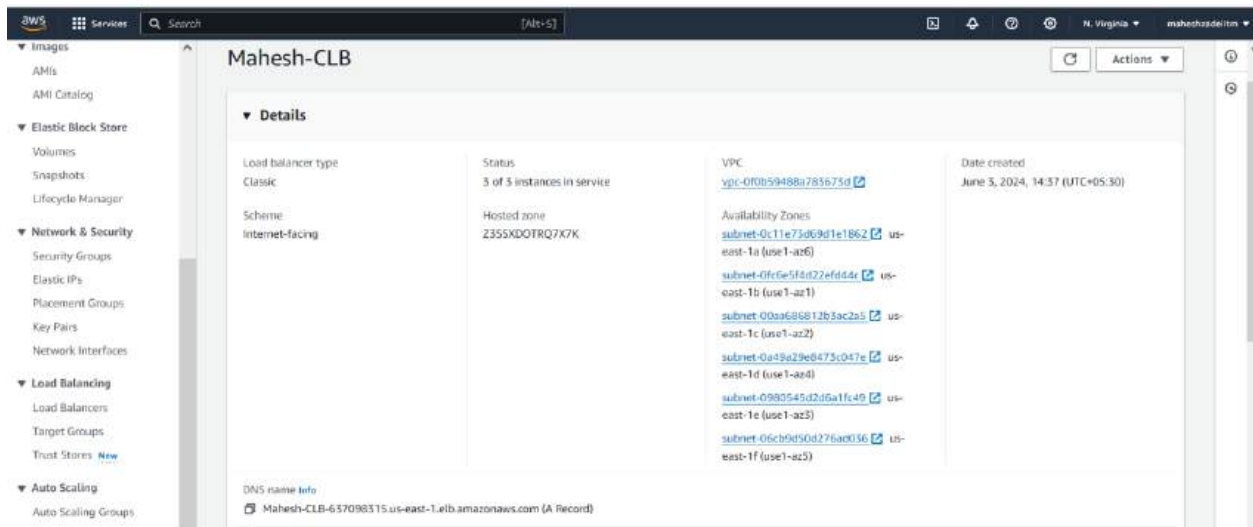 aws Services Search [Alt+S] N. Virginia
Images
AMIs
AMI Catalog
Elastic Block Store
Volumes
Snapshots
Lifecycle Manager
Network & Security
Security Groups
Elastic IPs
Placement Groups
Key Pairs
Network Interfaces
Load Balancing
Load Balancers
Target Groups
Trust Stores New
Auto Scaling
Auto Scaling Groups
Mahesh-CLB
Actions
Details
Load balancer type
Classic
Scheme
Internet-facing
Status
3 of 3 instances in service
Hosted zone
Z35SXDOTRQ7X7K
VPC
vpc-0f0b59488a783673d
Availability Zones
subnet-0c11e73d69d1e1862 us-
east-1a (use1-az6)
subnet-0fc6e5f4d22efd44c us-
east-1b (use1-az1)
subnet-00aa686812b3ac2a5 us-
east-1c (use1-az2)
subnet-0a49a29e8473c047e us-
east-1d (use1-az4)
subnet-0980545d2d6a1fc49 us-
east-1e (use1-az3)
subnet-06cb9d50d276ad036 us-
east-1f (use1-az5)
Date created
June 3, 2024, 14:37 (UTC+05:30)
DNS name Info
Mahesh-CLB-637098315.us-east-1.elb.amazonaws.com (A Record)